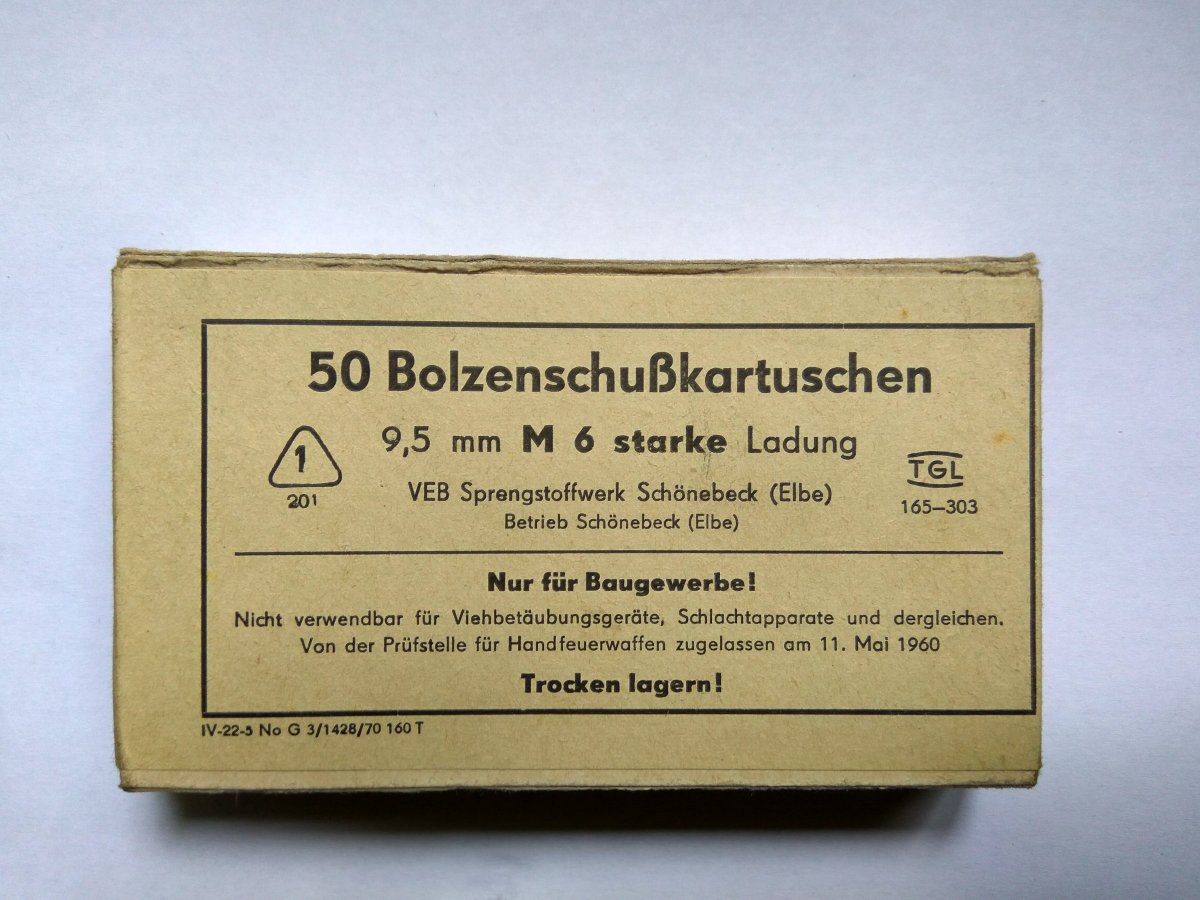 50 Bolzenschußkartuschen
9,5 mm M 6 starke Ladung
1
201
TGL
165–303
VEB Sprengstoffwerk Schönebeck (Elbe)
Betrieb Schönebeck (Elbe)
Nur für Baugewerbe!
Nicht verwendbar für Viehbetäubungsgeräte, Schlachtapparate und dergleichen.
Von der Prüfstelle für Handfeuerwaffen zugelassen am 11. Mai 1960
Trocken lagern!
IV-22-5 No G 3/1428/70 160 T